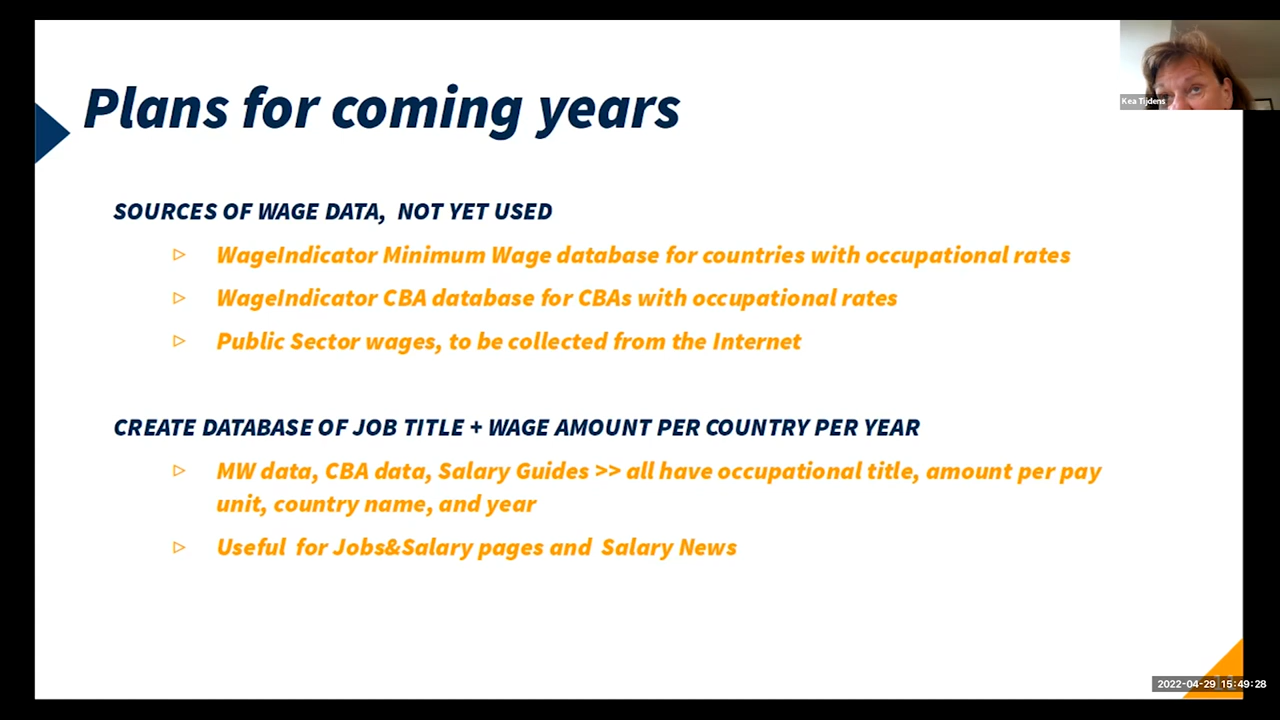 Plans for coming years
Kea Tijdens
SOURCES OF WAGE DATA, NOT YET USED
WageIndicator Minimum Wage database for countries with occupational rates
WageIndicator CBA database for CBAs with occupational rates
Public Sector wages, to be collected from the Internet
CREATE DATABASE OF JOB TITLE + WAGE AMOUNT PER COUNTRY PER YEAR
MW data, CBA data, Salary Guides >> all have occupational title, amount per pay
unit, country name, and year
Useful for Jobs&Salary pages and Salary News
2022-04-29 15:49:28